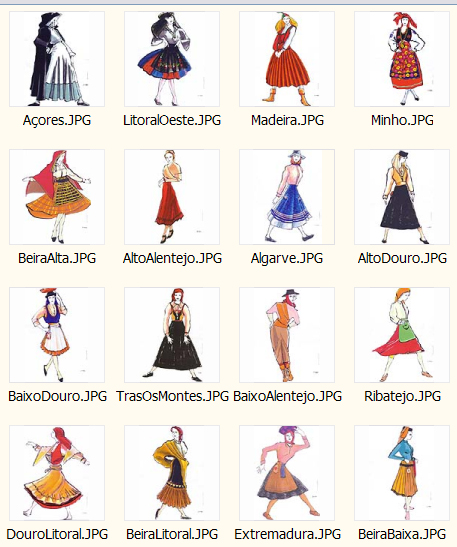 Açores.JPG LitoralOeste.JPG Madeira.JPG Minho.JPG
BeiraAlta.JPG AltoAlentejo.JPG Algarve.JPG AltoDouro.JPG
BaixoDouro.JPG TrasOsMontes.JPG BaixoAlentejo.JPG Ribatejo.JPG
DouroLitoral.JPG BeiraLitoral.JPG Extremadura.JPG BeiraBaixa.JPG